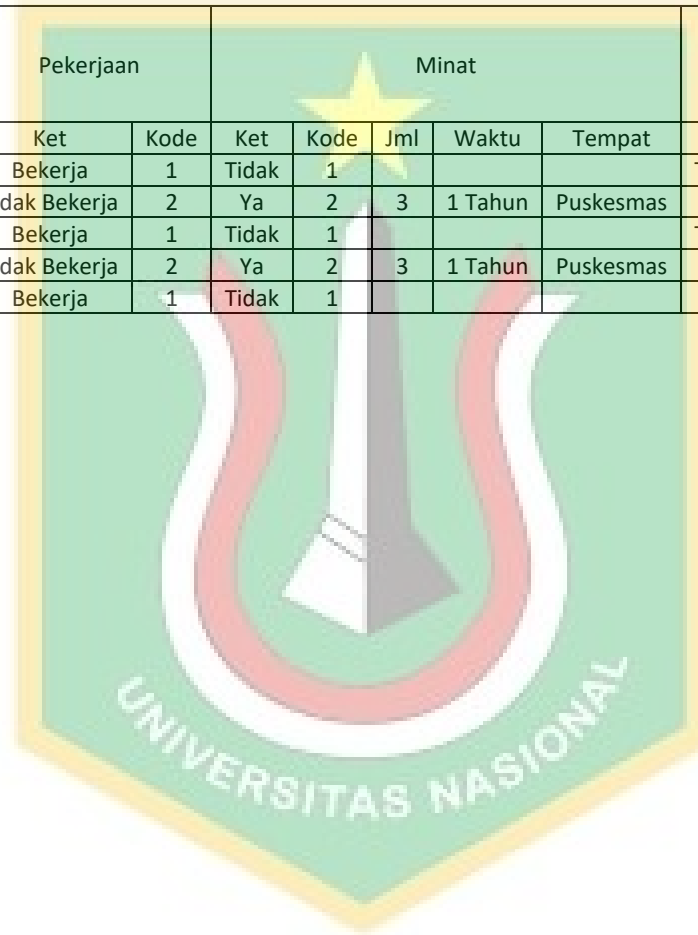 Pekerjaan Minat
Ket Kode Ket Kode Jml Waktu Tempat
Bekerja 1 Tidak 1
dak Bekerja 2 Ya 2 3 1 Tahun Puskesmas
Bekerja 1 Tidak 1
dak Bekerja 2 Ya 2 3 1 Tahun Puskesmas
Bekerja 1 Tidak 1
UNIVERSITAS NASIONAL